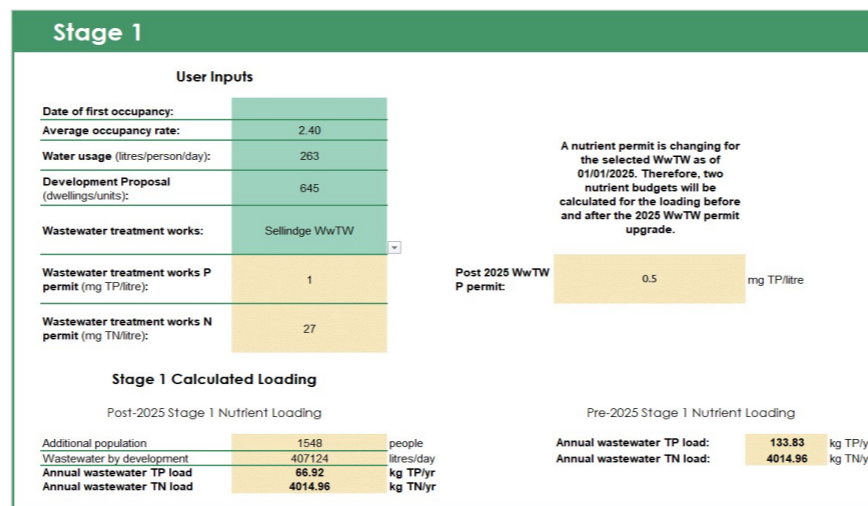 Stage 1
User Inputs
Date of first occupancy:
Average occupancy rate: 2.40
Water usage (litres/person/day): 263
Development Proposal
(dwellings/units): 645
Wastewater treatment works: Sellindge WwTW
Wastewater treatment works P
permit (mg TP/litre): 1
Wastewater treatment works N
permit (mg TN/litre): 27
A nutrient permit is changing for
the selected WwTW as of
01/01/2025. Therefore, two
nutrient budgets will be
calculated for the loading before
and after the 2025 WwTW permit
upgrade.
Post 2025 WwTW
P permit: 0.5 mg TP/litre
Stage 1 Calculated Loading
Post-2025 Stage 1 Nutrient Loading
Additional population 1548 people
Wastewater by development 407124 litres/day
Annual wastewater TP load 66.92 kg TP/yr
Annual wastewater TN load 4014.96 kg TN/yr
Pre-2025 Stage 1 Nutrient Loading
Annual wastewater TP load: 133.83 kg TP/y
Annual wastewater TN load: 4014.96 kg TN/y